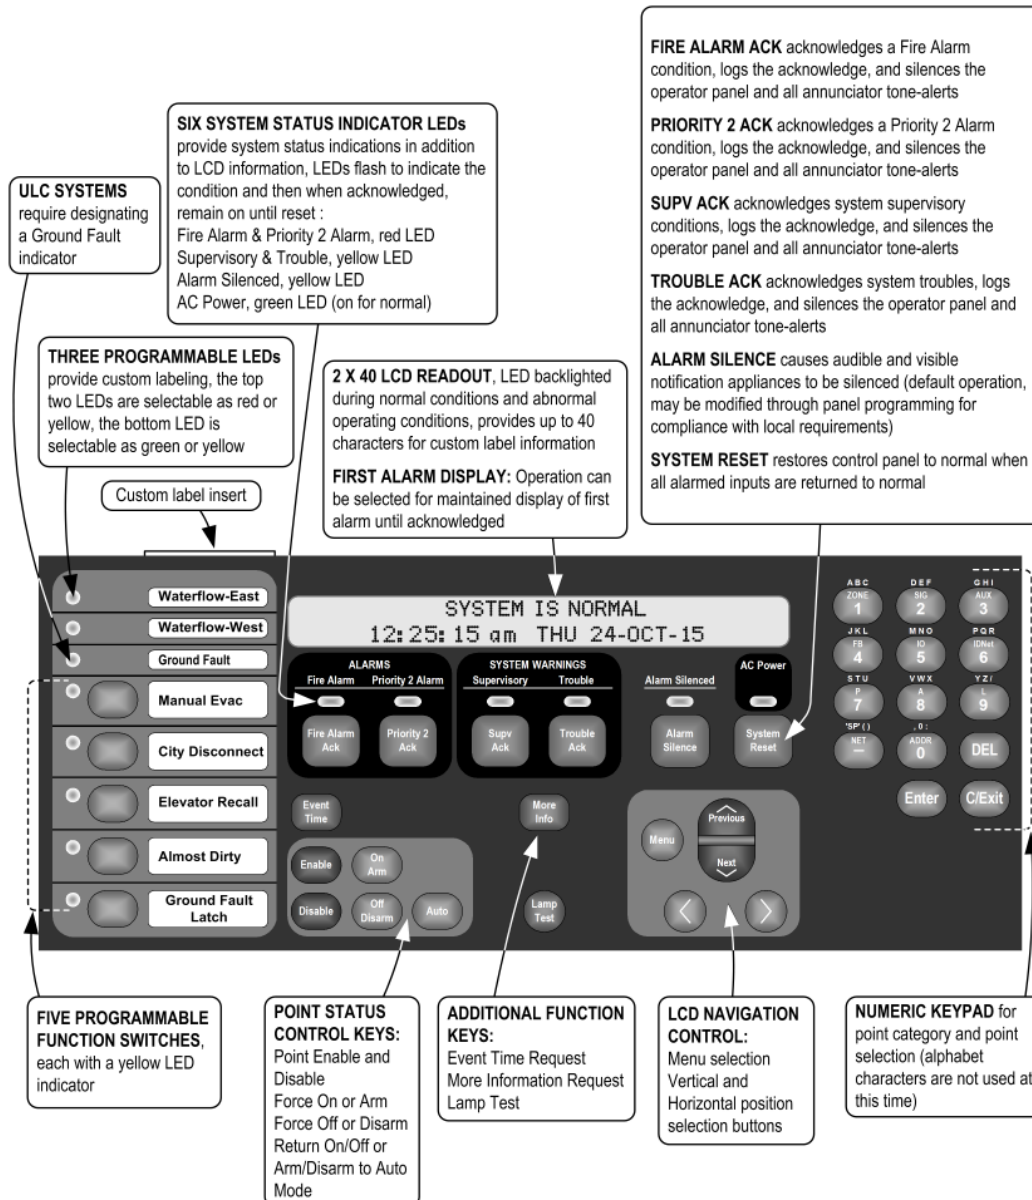 FIRE ALARM ACK acknowledges a Fire Alarm
condition, logs the acknowledge, and silences the
operator panel and all annunciator tone-alerts
PRIORITY 2 ACK acknowledges a Priority 2 Alarm
condition, logs the acknowledge, and silences the
operator panel and all annunciator tone-alerts
SUPV ACK acknowledges system supervisory
conditions, logs the acknowledge, and silences the
operator panel and all annunciator tone-alerts
TROUBLE ACK acknowledges system troubles, logs
the acknowledge, and silences the operator panel and
all annunciator tone-alerts
ALARM SILENCE causes audible and visible
notification appliances to be silenced (default operation,
may be modified through panel programming for
compliance with local requirements)
SYSTEM RESET restores control panel to normal when
all alarmed inputs are returned to normal
SIX SYSTEM STATUS INDICATOR LEDs
provide system status indications in addition
to LCD information, LEDs flash to indicate the
condition and then when acknowledged,
remain on until reset :
Fire Alarm & Priority 2 Alarm, red LED
Supervisory & Trouble, yellow LED
Alarm Silenced, yellow LED
AC Power, green LED (on for normal)
ULC SYSTEMS
require designating
a Ground Fault
indicator
THREE PROGRAMMABLE LEDs
provide custom labeling, the top
two LEDs are selectable as red or
yellow, the bottom LED is
selectable as green or yellow
2 X 40 LCD READOUT, LED backlighted
during normal conditions and abnormal
operating conditions, provides up to 40
characters for custom label information
FIRST ALARM DISPLAY: Operation can
be selected for maintained display of first
alarm until acknowledged
Custom label insert
Waterflow-East
Waterflow-West
Ground Fault
Manual Evac
City Disconnect
Elevator Recall
Almost Dirty
Ground Fault
Latch
SYSTEM IS NORMAL
12:25:15 am THU 24-OCT-15
ALARMS
Fire Alarm Priority 2 Alarm
SYSTEM WARNINGS
Supervisory Trouble
Alarm Silenced
AC Power
Fire Alarm
Ack
Priority 2
Ack
Supv
Ack
Trouble
Ack
Alarm
Silence
System
Reset
Event
Time
More
Info
Enable
On
Arm
Disable
Off
Disarm
Auto
Lamp
Test
Menu
Previous
Next
A B C
ZONE
1
D E F
SIG
2
G H I
AUX
3
J K L
FB
4
M N O
IO
5
P Q R
IDNet
6
S T U
P
7
V W X
A
8
Y Z /
L
9
'SP' ( )
NET
–
, 0 :
ADDR
0
DEL
Enter
C/Exit
FIVE PROGRAMMABLE
FUNCTION SWITCHES,
each with a yellow LED
indicator
POINT STATUS
CONTROL KEYS:
Point Enable and
Disable
Force On or Arm
Force Off or Disarm
Return On/Off or
Arm/Disarm to Auto
Mode
ADDITIONAL FUNCTION
KEYS:
Event Time Request
More Information Request
Lamp Test
LCD NAVIGATION
CONTROL:
Menu selection
Vertical and
Horizontal position
selection buttons
NUMERIC KEYPAD for
point category and point
selection (alphabet
characters are not used at
this time)